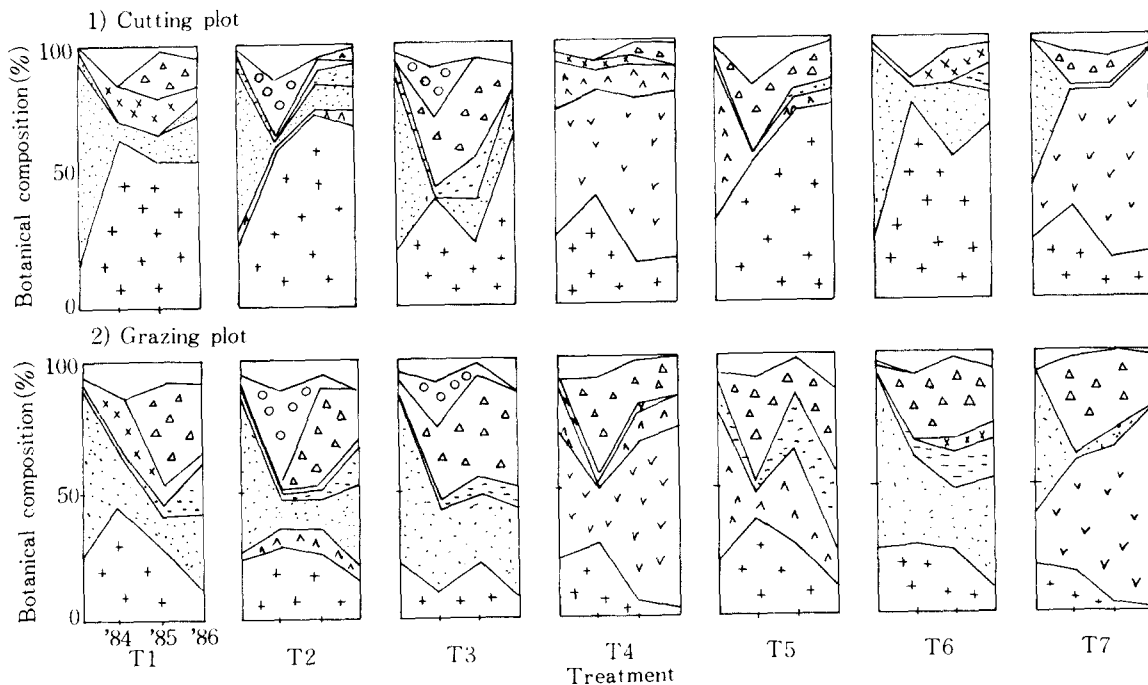 1) Cutting plot
Botanical composition (%)
100
50
0
2) Grazing plot
Botanical composition (%)
100
50
0
'84 '85 '86
T1 T2 T3 T4 T5 T6 T7
Treatment